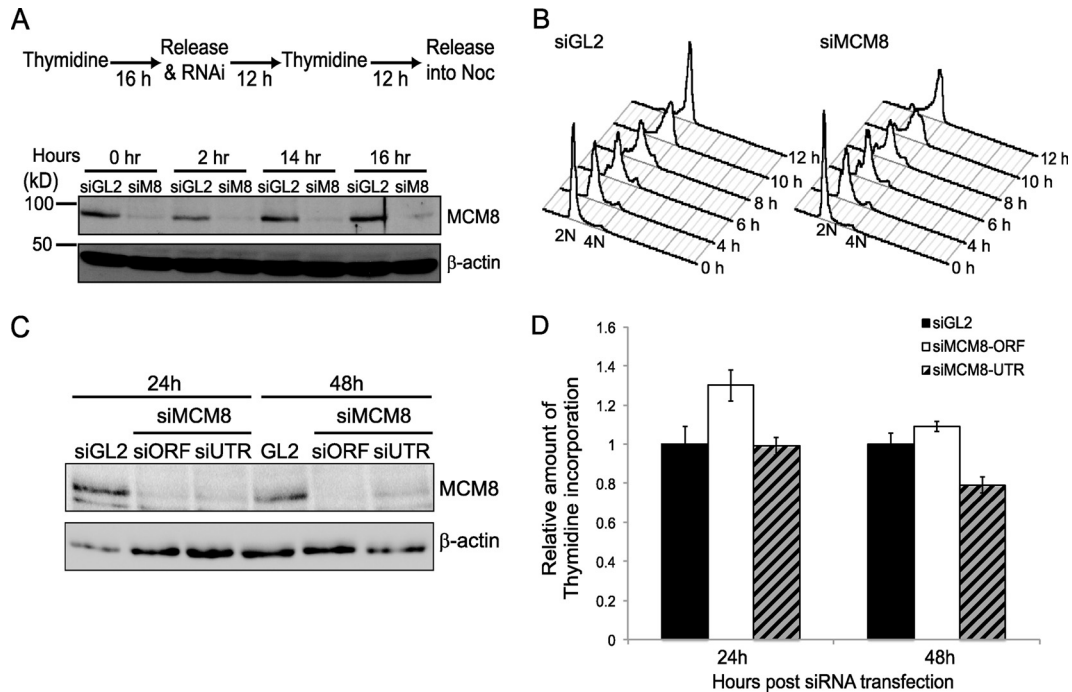 A
Thymidine
16 h
Release
& RNAi
12 h
Thymidine
12 h
Release
into Noc
Hours 0 hr 2 hr 14 hr 16 hr
(kD) siGL2 siM8 siGL2 siM8 siGL2 siM8 siGL2 siM8
100
MCM8
50
β-actin
B
siGL2
2N 4N
12 h
10 h
8 h
6 h
4 h
0 h
siMCM8
2N 4N
12 h
10 h
8 h
6 h
4 h
0 h
C
24h 48h
siMCM8 siMCM8
siGL2 siORF siUTR GL2 siORF siUTR
MCM8
β-actin
D
Relative amount of
Thymidine incorporation
1.6
1.4
1.2
1
0.8
0.6
0.4
0.2
0
siGL2
siMCM8-ORF
siMCM8-UTR
24h 48h
Hours post siRNA transfection